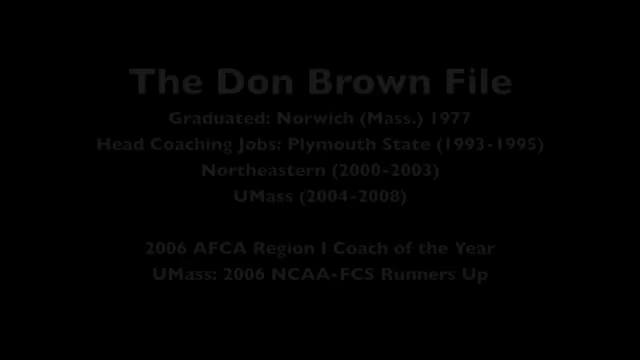 The Don Brown File
Graduated: Norwich (Mass.) 1977
Head Coaching Jobs: Plymouth State (1993-1995)
Northeastern (2000-2003)
UMass (2004-2008)
2006 AFCA Region I Coach of the Year
UMass: 2006 NCAA-FCS Runners Up